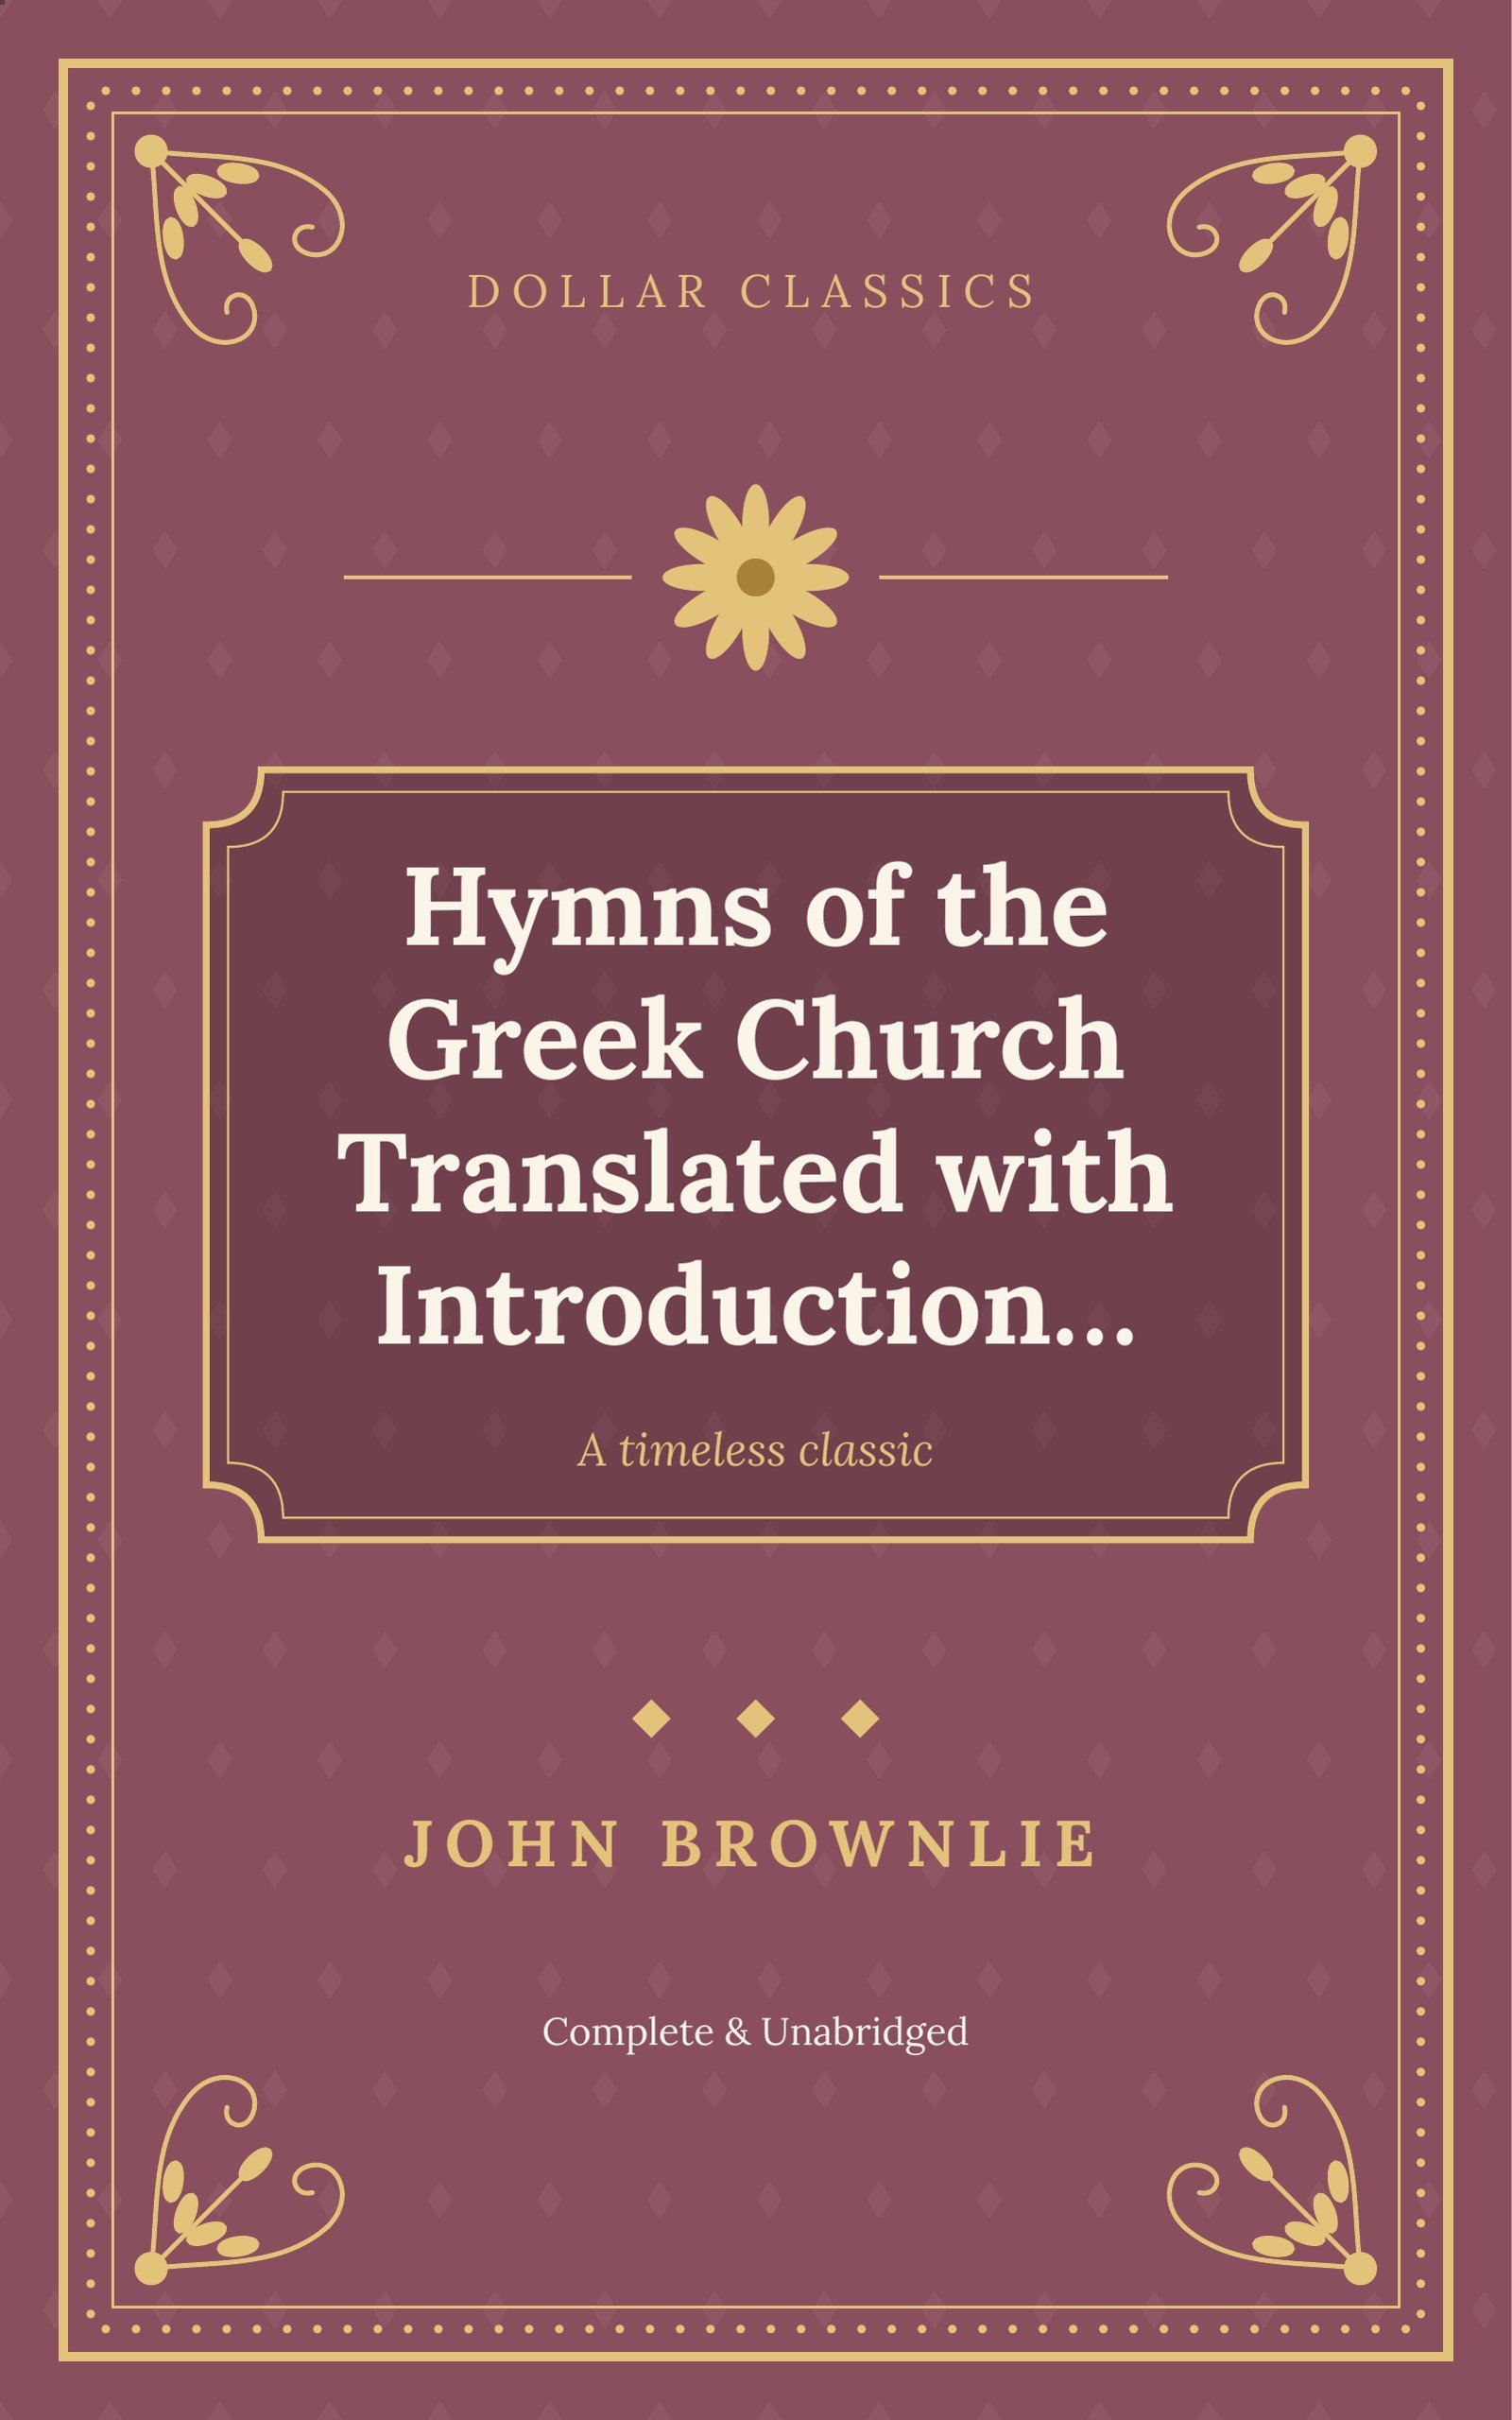 DOLLAR CLASSICS
Hymns of the
Greek Church
Translated with
Introduction...
A timeless classic
JOHN BROWNLIE
Complete & Unabridged